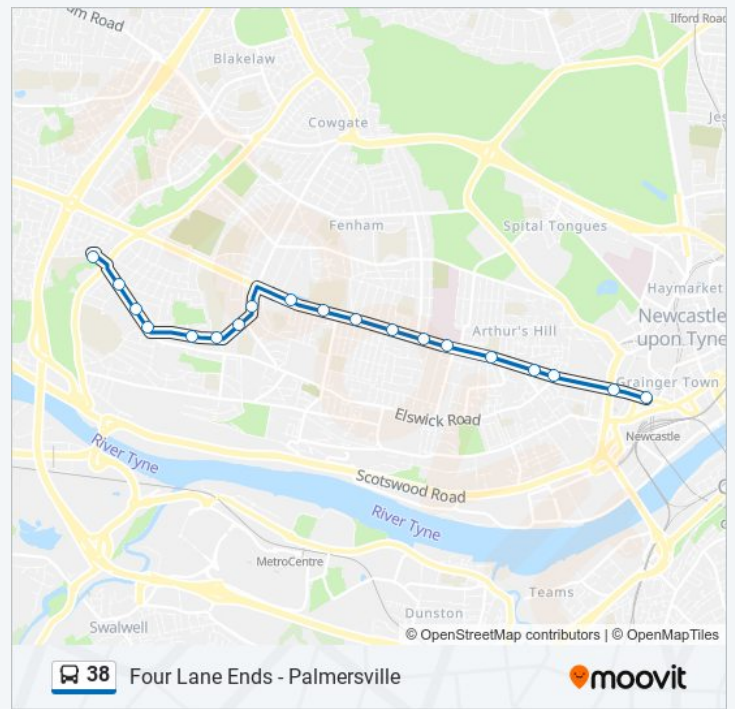 um Road
Ilford Road
Blakelaw
Jes
Cowgate
Fenham
Spital Tongues
Haymarket
Newcastle
upon Tyne
Arthur's Hill
Grainger Town
Elswick Road
Newcastle
River Tyne
Scotswood Road
River Tyne
MetroCentre
Teams
Dunston
Swalwell
© OpenStreetMap contributors | © OpenMapTiles
38 Four Lane Ends - Palmersville
moovit